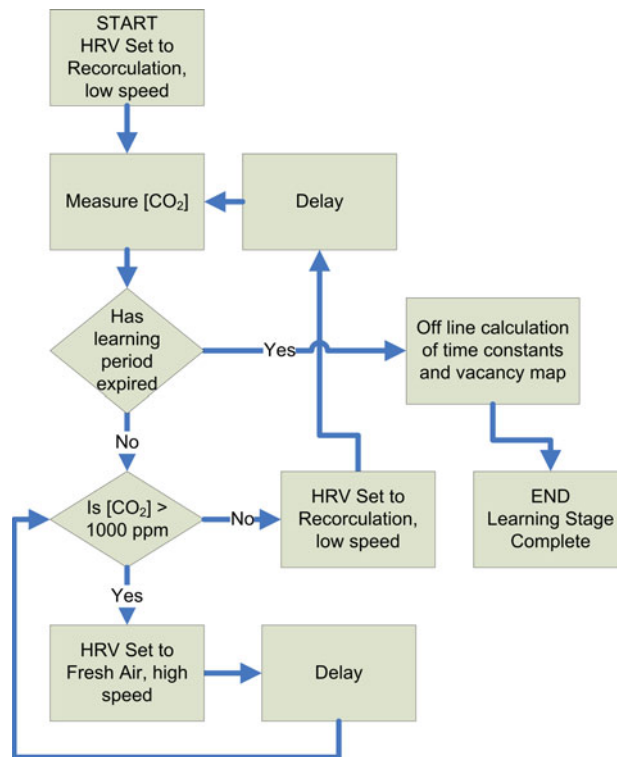 START
HRV Set to
Recorculation,
low speed
Measure [CO₂]
Delay
Has
learning
period
expired
Yes
Off line calculation
of time constants
and vacancy map
No
Is [CO₂] >
1000 ppm
No
HRV Set to
Recorculation,
low speed
END
Learning Stage
Complete
Yes
HRV Set to
Fresh Air, high
speed
Delay